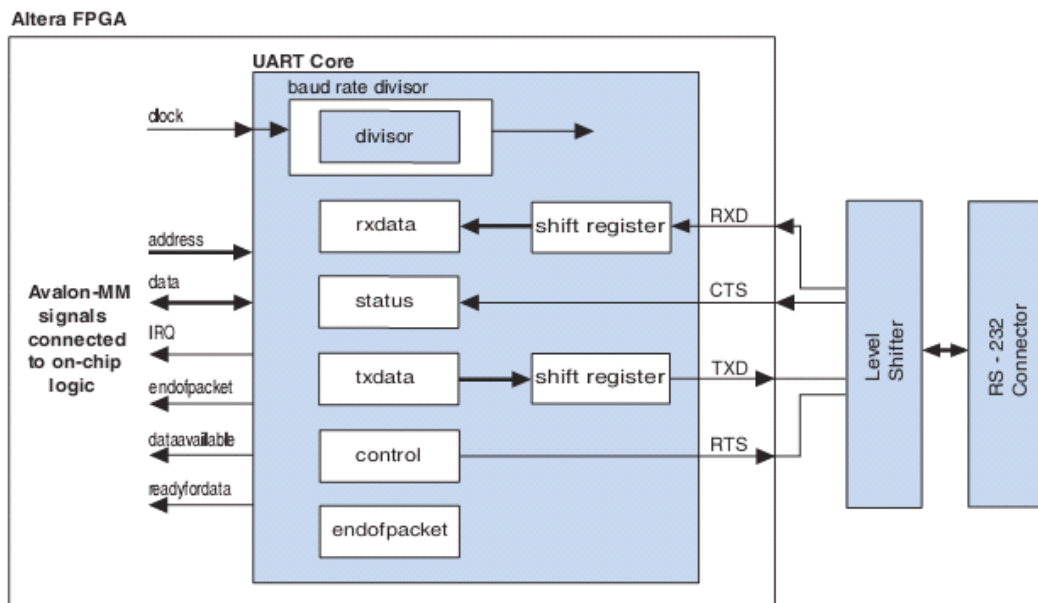 Altera FPGA
UART Core
baud rate divisor
clock
divisor
rxdata
shift register
RXD
address
data
status
CTS
Avalon-MM
signals
connected
to on-chip
logic
IRQ
txdata
shift register
TXD
endofpacket
dataavailable
control
RTS
readyfordata
endofpacket
Level
Shifter
RS - 232
Connector